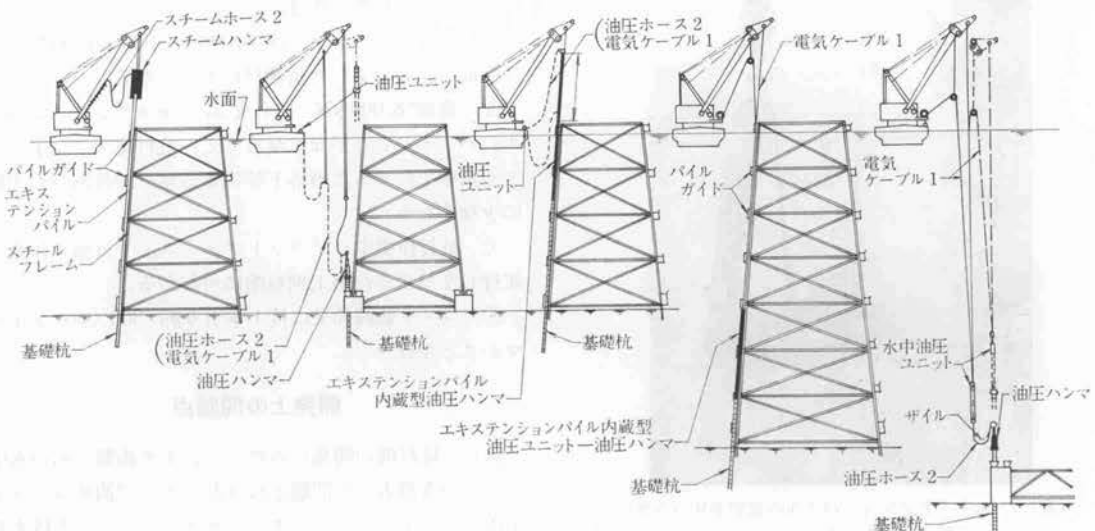 スチームホース2
スチームハンマ
水面
パイルガイド
エキス
テンション
パイル
スチール
フレーム
基礎杭
油圧ユニット
油圧ホース2
電気ケーブル1
油圧ハンマ
基礎杭
油圧ホース2
電気ケーブル1
油圧
ユニット
エキステンションパイル
内蔵型油圧ハンマ
基礎杭
電気ケーブル1
パイル
ガイド
エキステンションパイル内蔵型
油圧ユニットー油圧ハンマ
基礎杭
電気
ケーブル1
水中油圧
ユニット
油圧ハンマ
ザイル
油圧ホース2
基礎杭